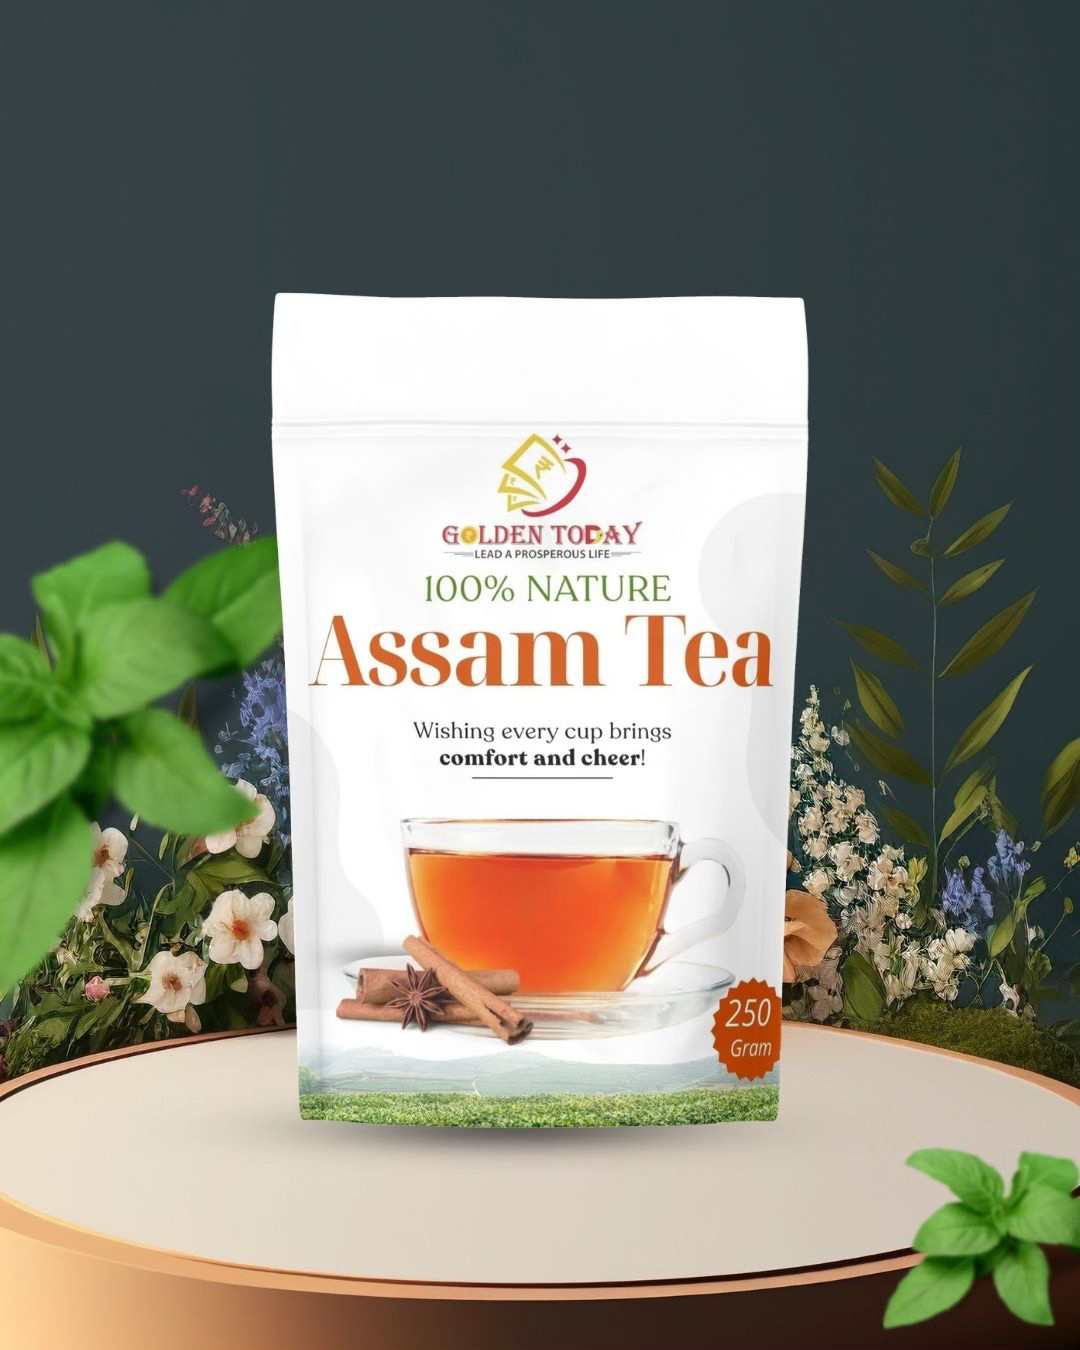 GOLDEN TODAY
LEAD A PROSPEROUS LIFE
100% NATURE
Assam Tea
Wishing every cup brings
comfort and cheer!
250
Gram